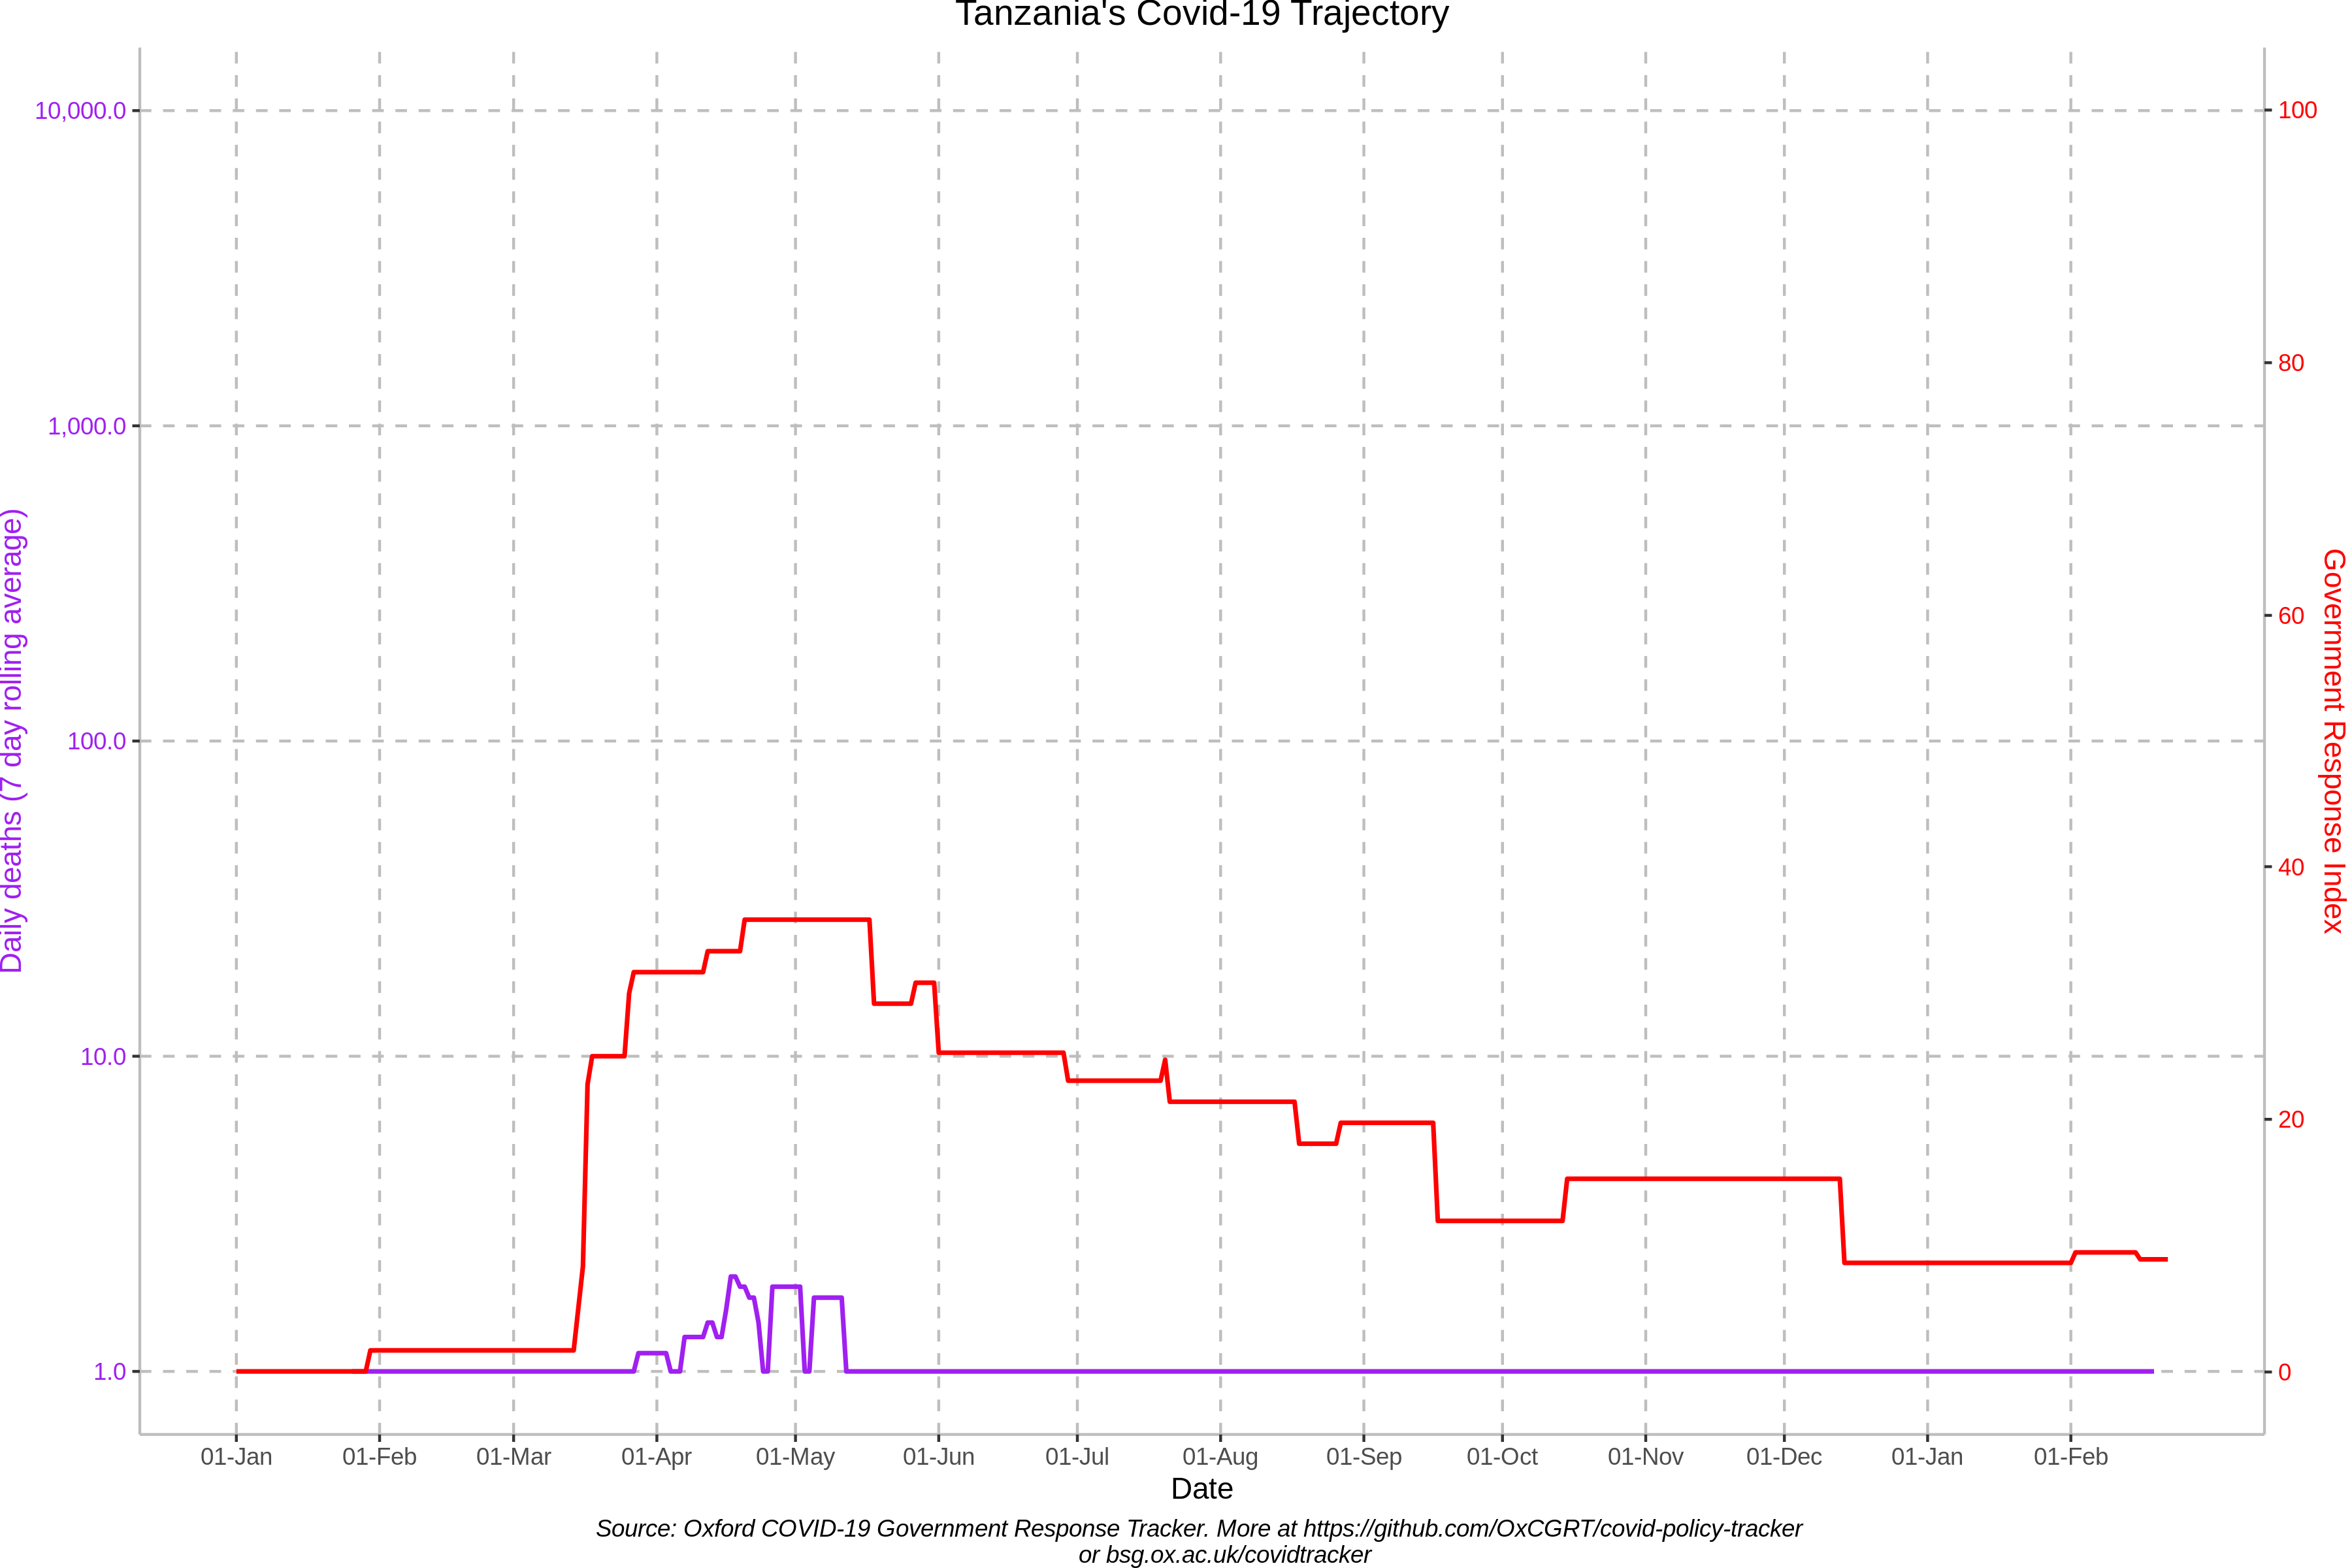 Tanzania's Covid-19 Trajectory
Daily deaths (7 day rolling average)
10,000.0
1,000.0
100.0
10.0
1.0
100
80
60
40
20
0
Government Response Index
01-Jan 01-Feb 01-Mar 01-Apr 01-May 01-Jun 01-Jul 01-Aug 01-Sep 01-Oct 01-Nov 01-Dec 01-Jan 01-Feb
Date
Source: Oxford COVID-19 Government Response Tracker. More at https://github.com/OxCGRT/covid-policy-tracker
or bsg.ox.ac.uk/covidtracker